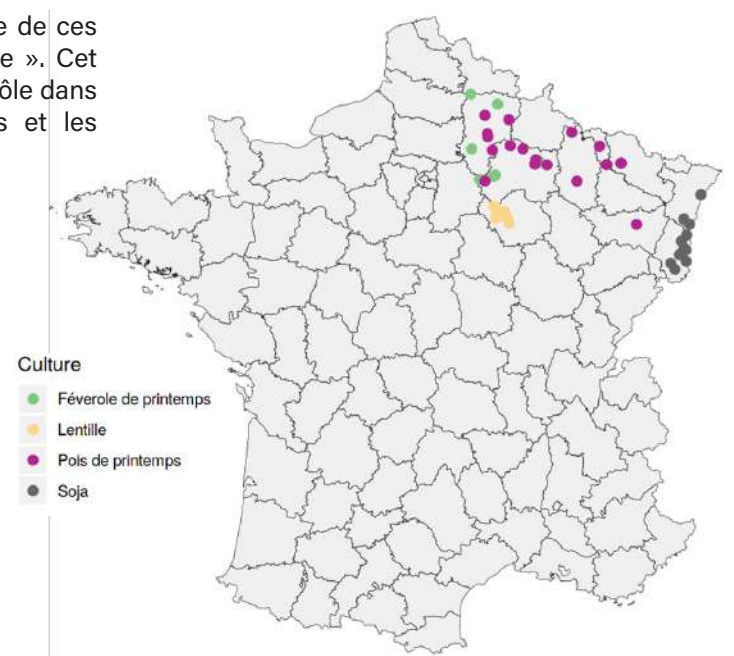 e de ces
e ». Cet
ôle dans
s et les
Culture
Féverole de printemps
Lentille
Pois de printemps
Soja